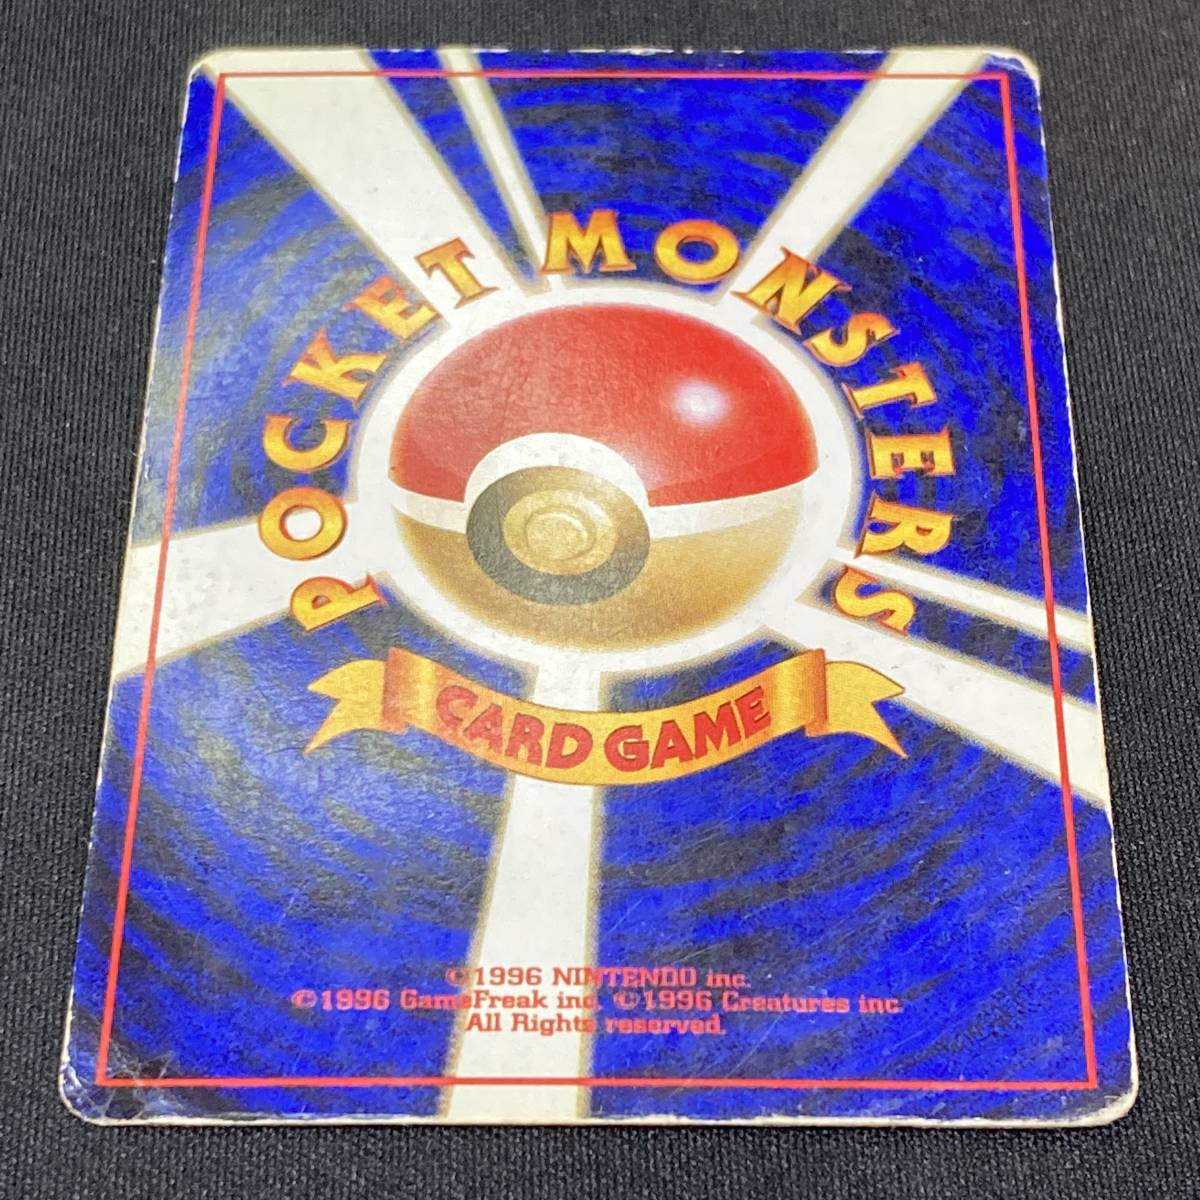 POCKET MONSTERS
CARD GAME
©1996 NINTENDO inc.
©1996 GameFreak inc. ©1996 Creatures inc.
All Rights reserved.